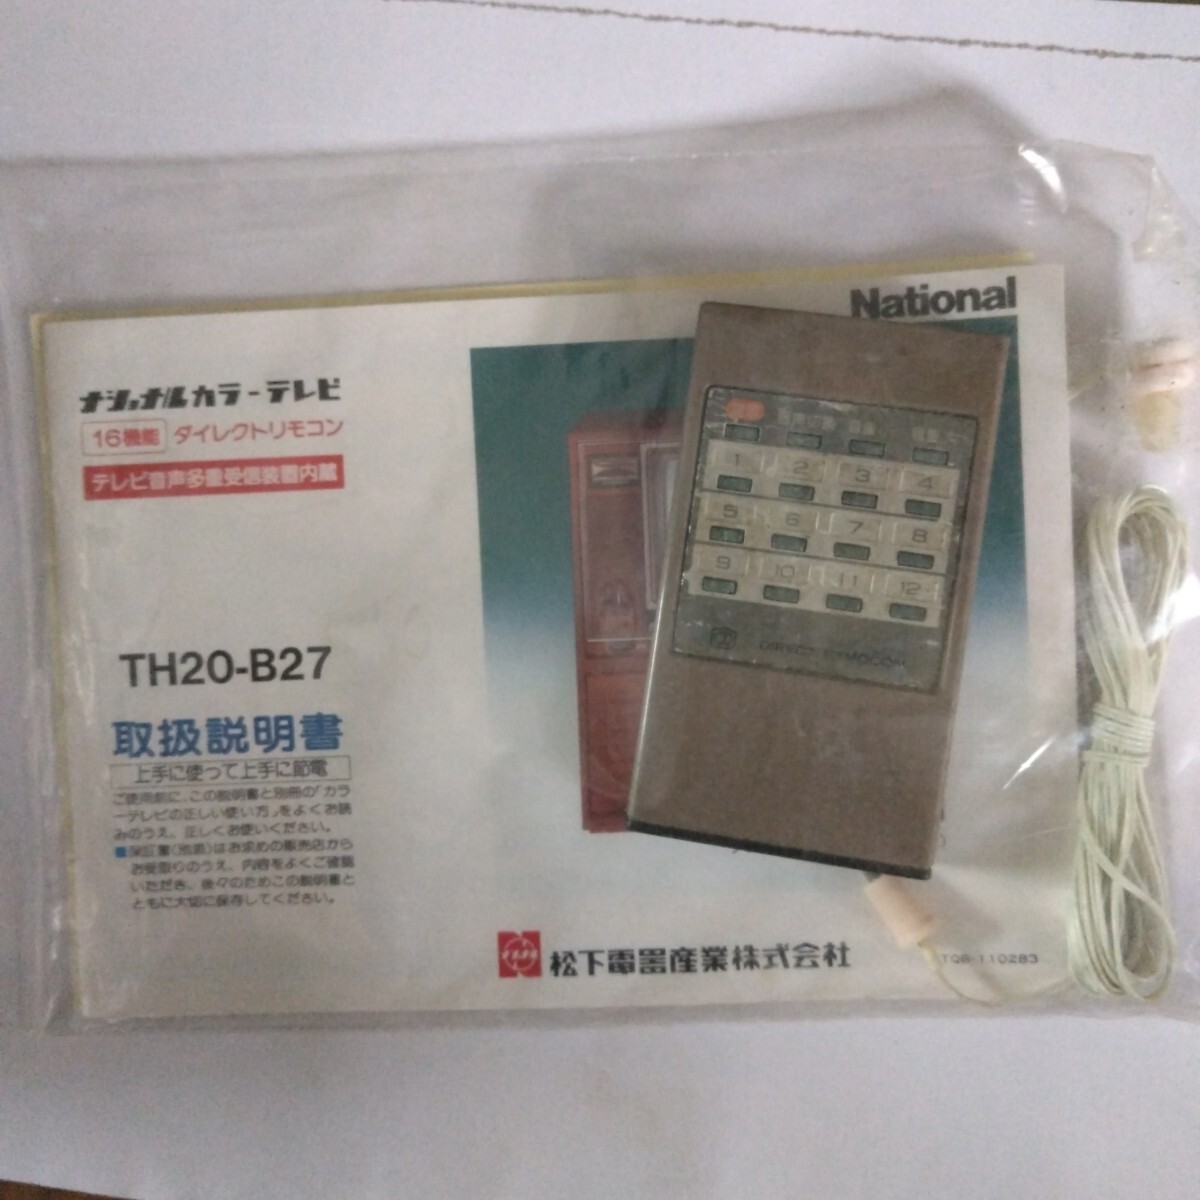 National
ナショナルカラーテレビ
16機能 ダイレクトリモコン
テレビ音声多重受信装置内蔵
1 2 3 4
5 6 7 8
9 10 11 12
DIRECT
TH20-B27
取扱説明書
上手に使って上手に節電
ご使用前に、この説明書と別冊の「カラ
ーテレビの正しい使い方」をよくお読
みのうえ、正しくお使いください。
■保証書(別添)はお求めの販売店から
お受取りのうえ、内容をよくご確認
いただき、後々のためこの説明書と
ともに大切に保存してください。
松下電器産業株式会社
TQB-110283